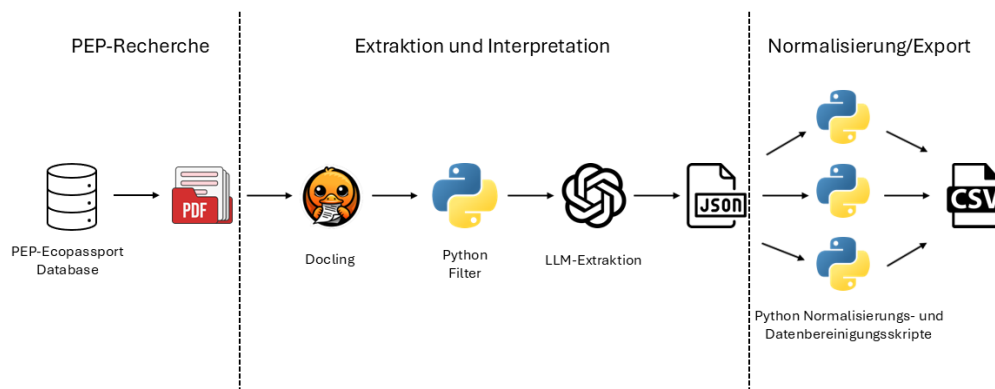 PEP-Recherche
Extraktion und Interpretation
Normalisierung/Export
PDF
JSON
CSV
PEP-Ecopassport
Database
Docling
Python
Filter
LLM-Extraktion
Python Normalisierungs- und
Datenbereinigungsskripte